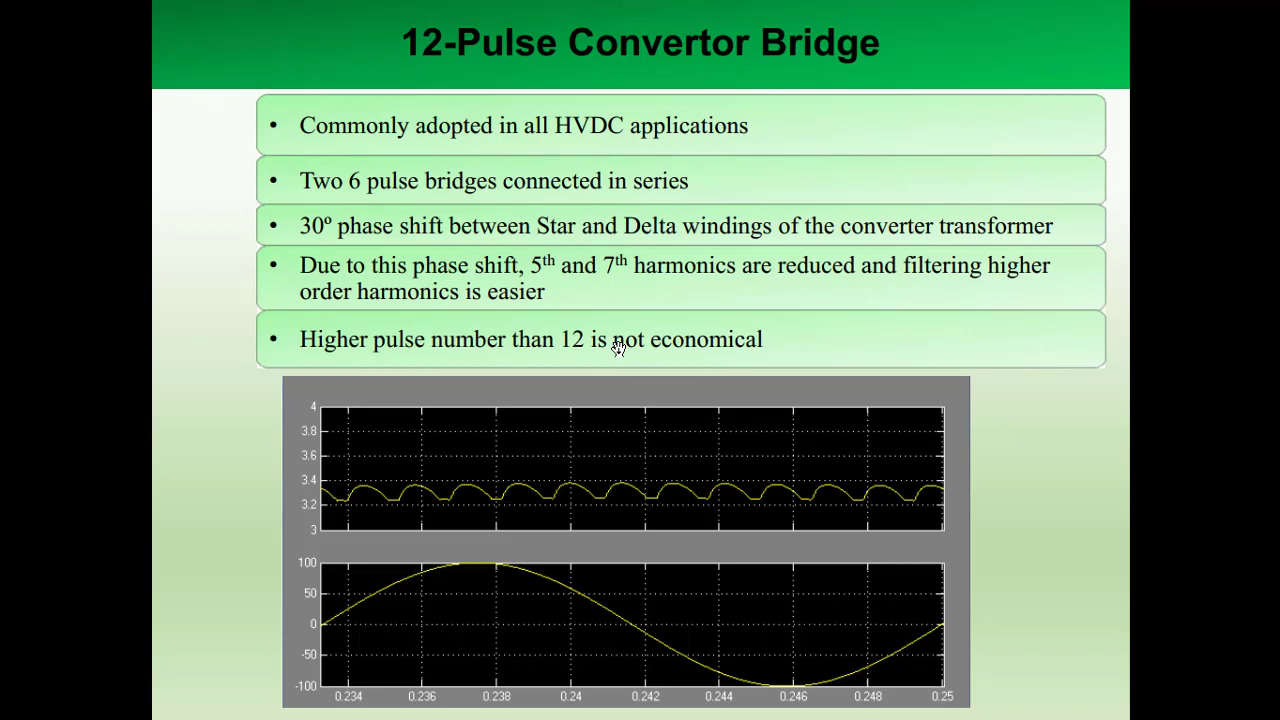 12-Pulse Convertor Bridge
• Commonly adopted in all HVDC applications
• Two 6 pulse bridges connected in series
• 30º phase shift between Star and Delta windings of the converter transformer
• Due to this phase shift, 5th and 7th harmonics are reduced and filtering higher
order harmonics is easier
• Higher pulse number than 12 is not economical
4
3.8
3.6
3.4
3.2
3
100
50
0
-50
-100
0.234 0.236 0.238 0.24 0.242 0.244 0.246 0.248 0.25